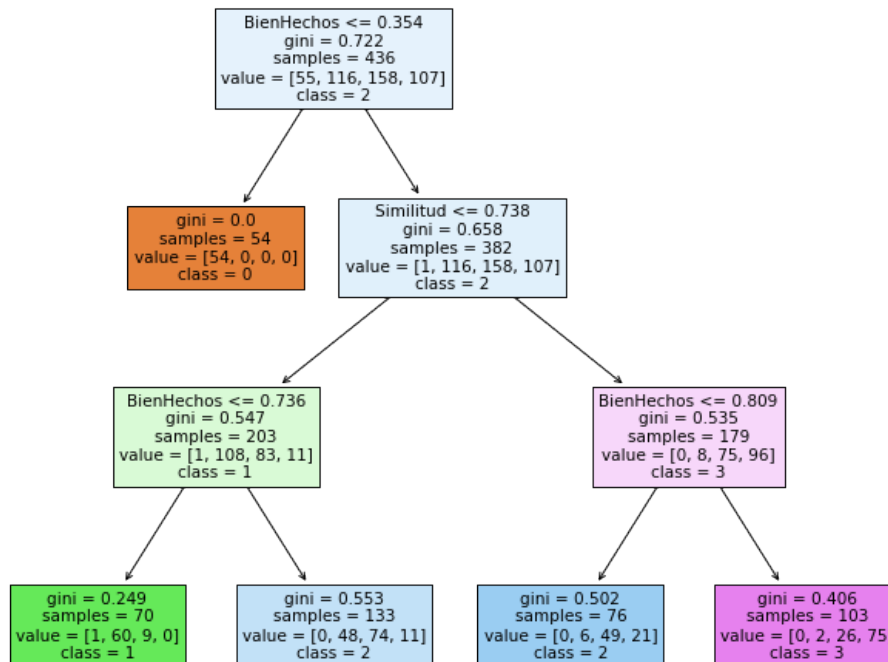 BienHechos <= 0.354
gini = 0.722
samples = 436
value = [55, 116, 158, 107]
class = 2
gini = 0.0
samples = 54
value = [54, 0, 0, 0]
class = 0
Similitud <= 0.738
gini = 0.658
samples = 382
value = [1, 116, 158, 107]
class = 2
BienHechos <= 0.736
gini = 0.547
samples = 203
value = [1, 108, 83, 11]
class = 1
BienHechos <= 0.809
gini = 0.535
samples = 179
value = [0, 8, 75, 96]
class = 3
gini = 0.249
samples = 70
value = [1, 60, 9, 0]
class = 1
gini = 0.553
samples = 133
value = [0, 48, 74, 11]
class = 2
gini = 0.502
samples = 76
value = [0, 6, 49, 21]
class = 2
gini = 0.406
samples = 103
value = [0, 2, 26, 75]
class = 3